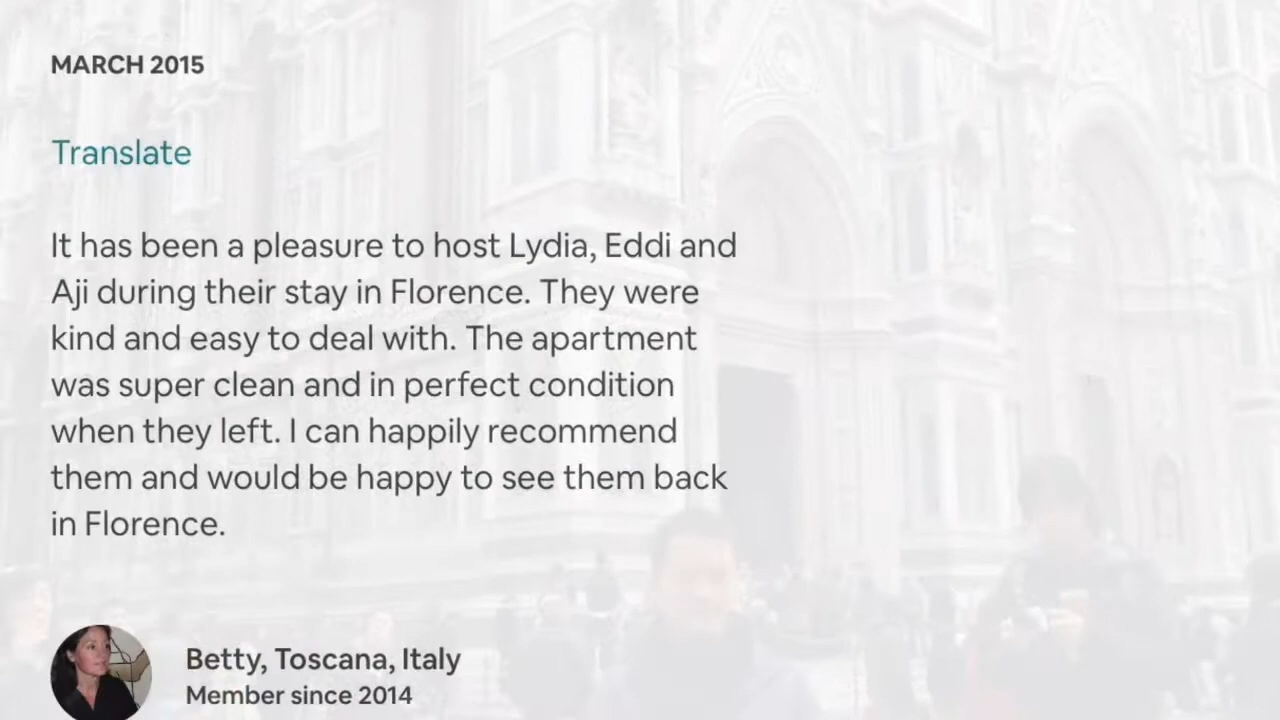 MARCH 2015
Translate
It has been a pleasure to host Lydia, Eddi and
Aji during their stay in Florence. They were
kind and easy to deal with. The apartment
was super clean and in perfect condition
when they left. I can happily recommend
them and would be happy to see them back
in Florence.
Betty, Toscana, Italy
Member since 2014